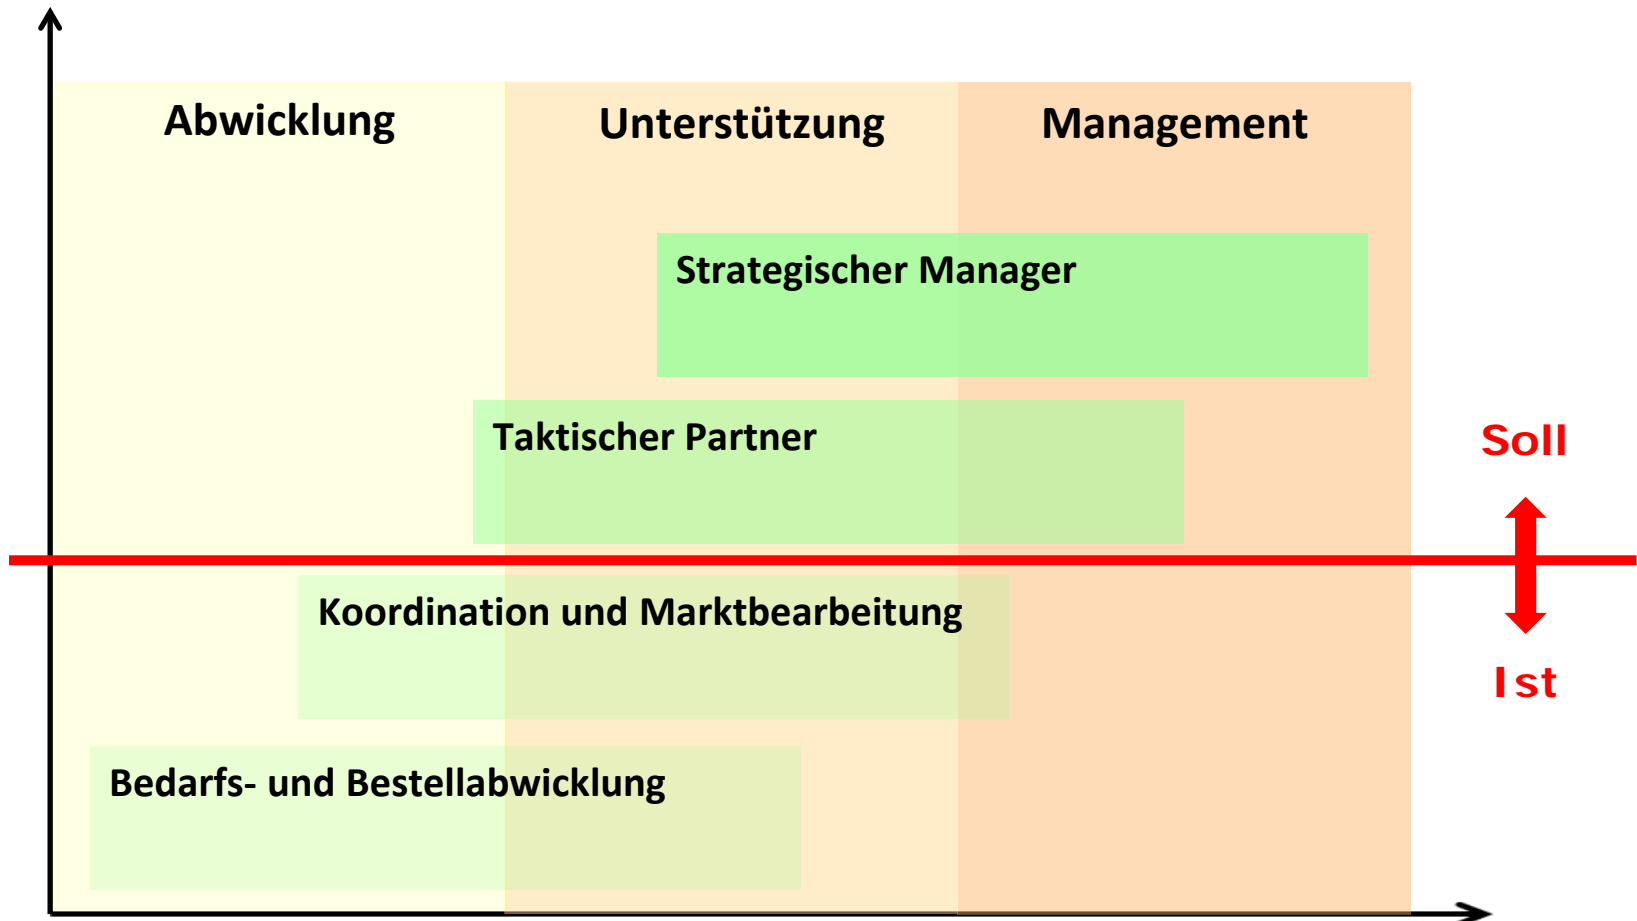 Abwicklung
Unterstützung
Management
Strategischer Manager
Taktischer Partner
Soll
Koordination und Marktbearbeitung
Ist
Bedarfs- und Bestellabwicklung